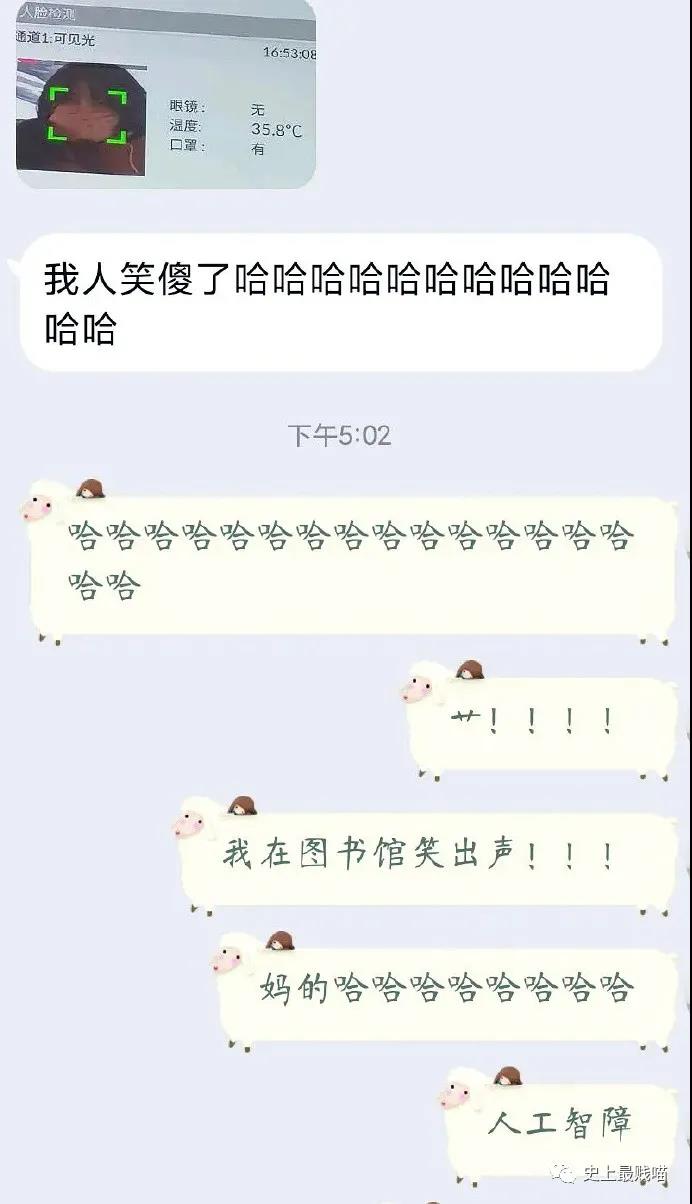 人脸检测
通道1:可见光
16:53:08
眼镜: 无
温度: 35.8°C
口罩: 有
我人笑傻了哈哈哈哈哈哈哈哈哈哈
哈哈
下午5:02
哈哈哈哈哈哈哈哈哈哈哈哈哈哈哈
哈哈
艹！！！！
我在图书馆笑出声！！！
妈的哈哈哈哈哈哈哈哈
人工智障
史上最贱喵